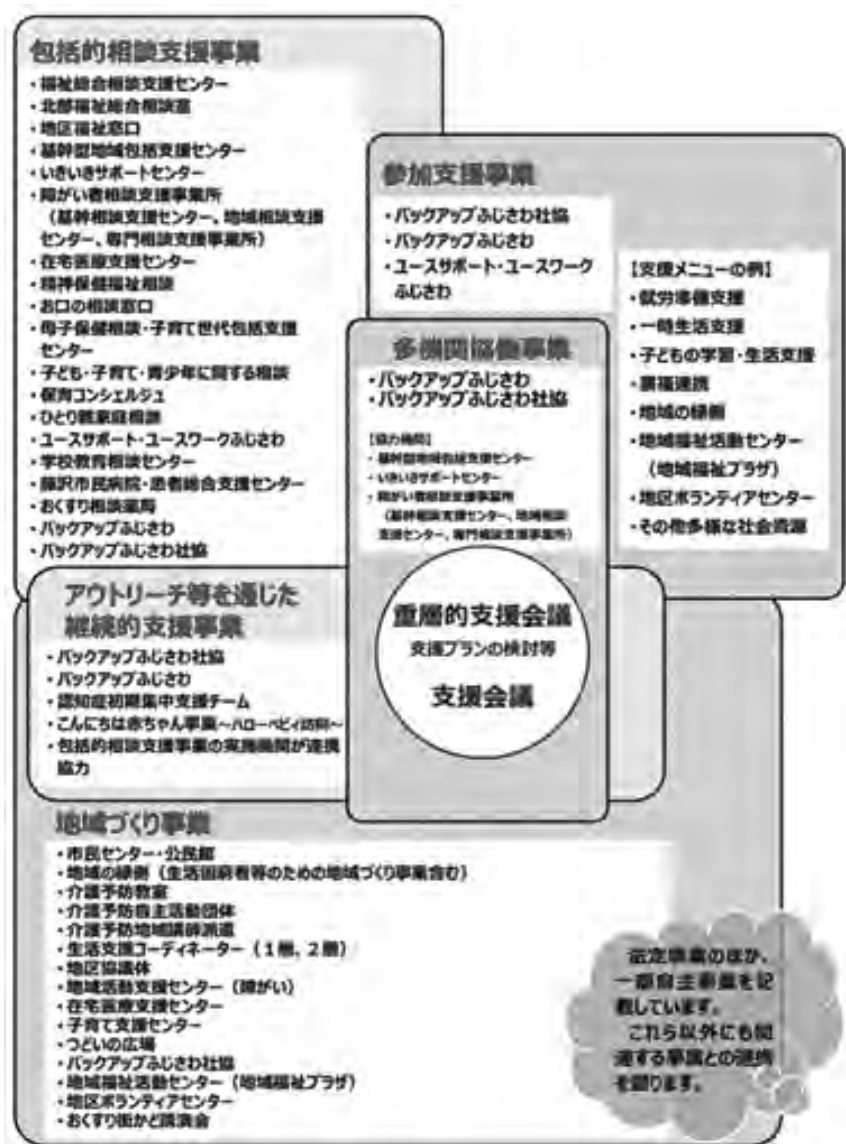 包括的相談支援事業
・福祉総合相談支援センター
・北部福祉総合相談室
・地区福祉窓口
・基幹型地域包括支援センター
・いきいきサポートセンター
・障がい者相談支援事業所
（基幹相談支援センター、地域相談支援
センター、専門相談支援事業所）
・在宅医療支援センター
・精神保健福祉相談
・お口の相談窓口
・母子保健相談・子育て世代包括支援
センター
・子ども・子育て・青少年に関する相談
・保育コンシェルジュ
・ひとり親家庭相談
・ユースサポート・ユースワークふじさわ
・学校教育相談センター
・藤沢市民病院・患者総合支援センター
・おくすり相談薬局
・バックアップふじさわ
・バックアップふじさわ社協
参加支援事業
・バックアップふじさわ社協
・バックアップふじさわ
・ユースサポート・ユースワーク
ふじさわ
【支援メニューの例】
・就労準備支援
・一時生活支援
・子どもの学習・生活支援
・農福連携
・地域の縁側
・地域福祉活動センター
（地域福祉プラザ）
・地区ボランティアセンター
・その他多様な社会資源
多機関協働事業
・バックアップふじさわ
・バックアップふじさわ社協
【協力機関】
・基幹型地域包括支援センター
・いきいきサポートセンター
・障がい者相談支援事業所
（基幹相談支援センター、地域相談
支援センター、専門相談支援事業所）
重層的支援会議
支援プランの検討等
支援会議
アウトリーチ等を通じた
継続的支援事業
・バックアップふじさわ社協
・バックアップふじさわ
・認知症初期集中支援チーム
・こんにちは赤ちゃん事業～ハローベビィ訪問～
・包括的相談支援事業の実施機関が連携
協力
地域づくり事業
・市民センター・公民館
・地域の縁側（生活困窮者等のための地域づくり事業含む）
・介護予防教室
・介護予防自主活動団体
・介護予防地域講師派遣
・生活支援コーディネーター（１層、２層）
・地区協議体
・地域活動支援センター（障がい）
・在宅医療支援センター
・子育て支援センター
・つどいの広場
・バックアップふじさわ社協
・地域福祉活動センター（地域福祉プラザ）
・地区ボランティアセンター
・おくすり街かど講演会
法定事業のほか、
一部自主事業を記
載しています。
これら以外にも関
連する事業との連携
を図ります。